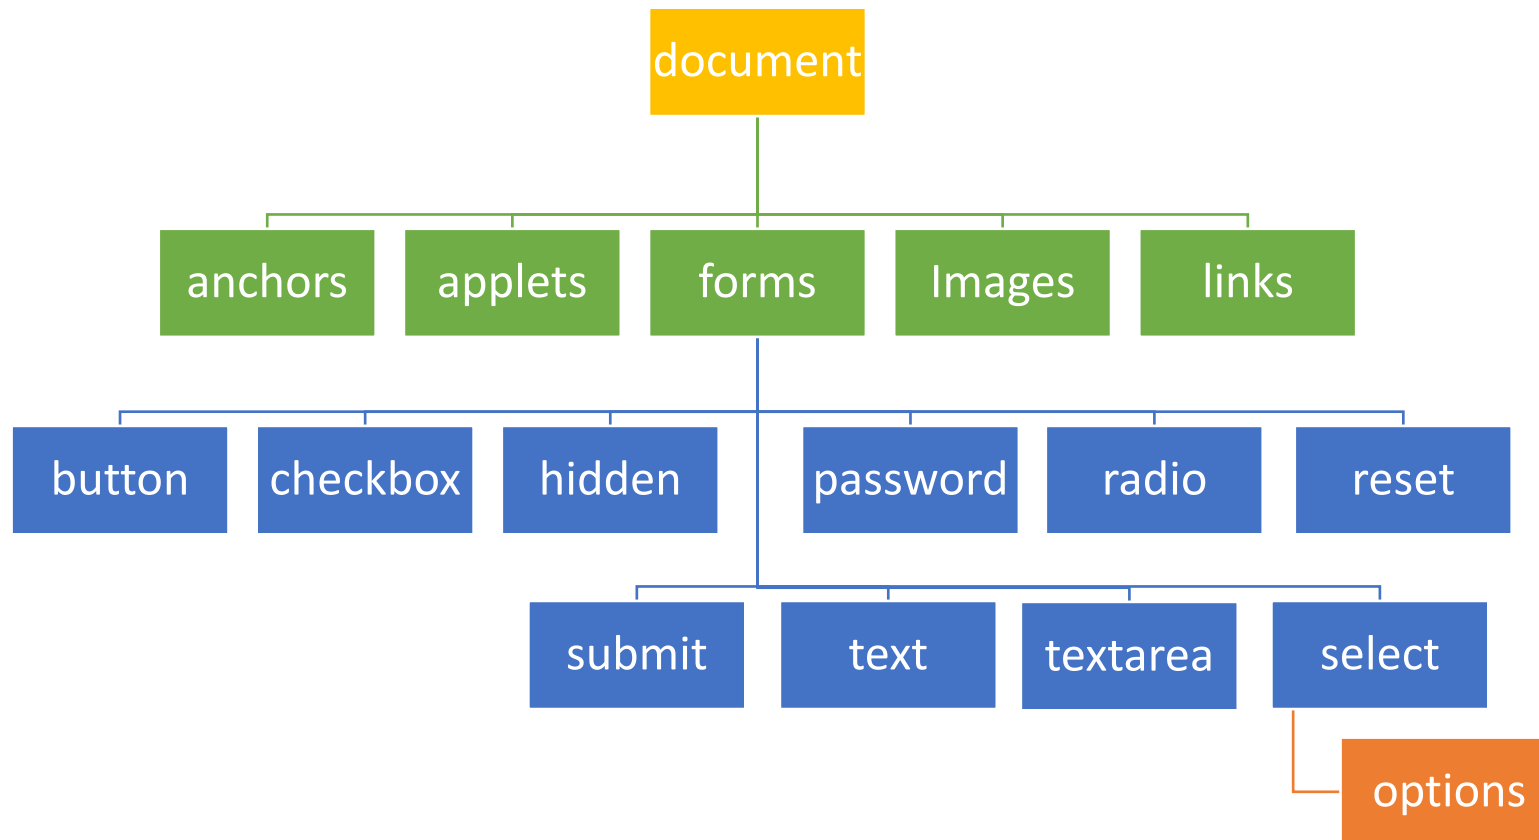 document
anchors applets forms Images links
button checkbox hidden password radio reset
submit text textarea select
options